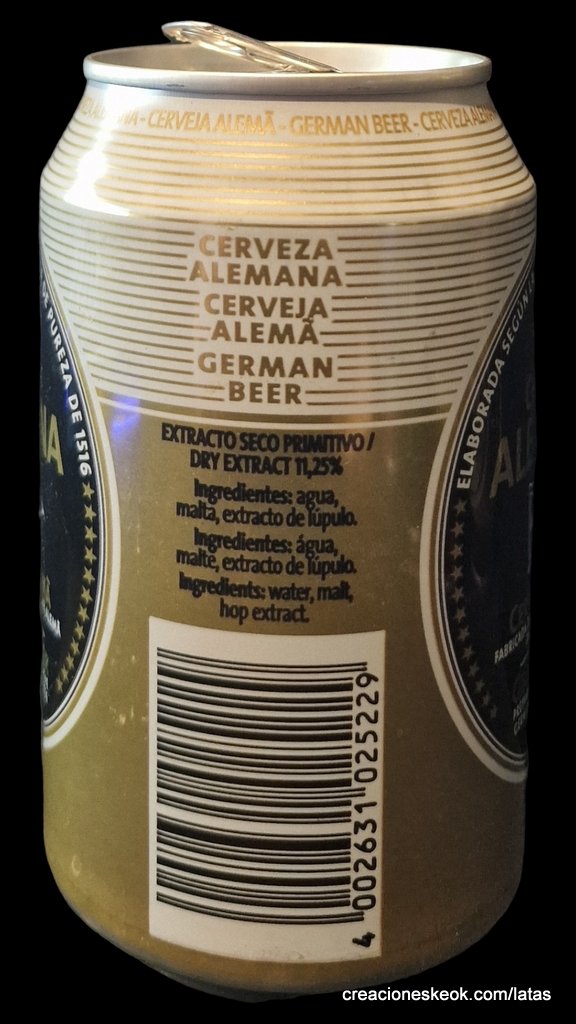 CERVEJA ALEMÃ - GERMAN BEER - CERVEZA
CERVEZA
ALEMANA
CERVEJA
ALEMÃ
GERMAN
BEER
DE PUREZA DE 1516
ELABORADA SEGÚN
EXTRACTO SECO PRIMITIVO /
DRY EXTRACT 11,25%
Ingredientes: agua,
malta, extracto de lúpulo.
Ingredientes: água,
malte, extracto de lúpulo.
Ingredients: water, malt,
hop extract.
4 002631 025229
creacioneskeok.com/latas